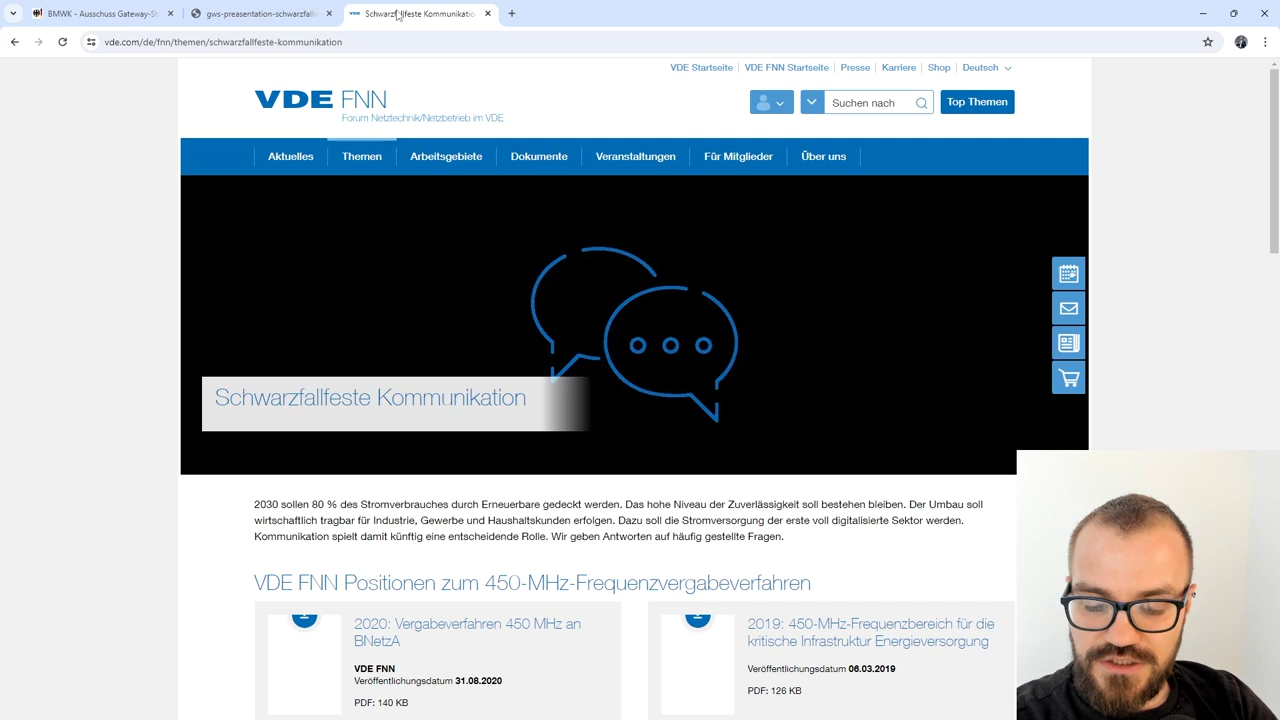 BMWK - Ausschuss Gateway-St
gws-prasentation-schwarzfall
Schwarzfallfeste Kommunikatio
vde.com/de/fnn/themen/schwarzfallfeste-kommunikation
VDE Startseite
VDE FNN Startseite
Presse
Karriere
Shop
Deutsch
VDE FNN
Forum Netztechnik/Netzbetrieb im VDE
Suchen nach
Top Themen
Aktuelles
Themen
Arbeitsgebiete
Dokumente
Veranstaltungen
Für Mitglieder
Über uns
Schwarzfallfeste Kommunikation
2030 sollen 80 % des Stromverbrauches durch Erneuerbare gedeckt werden. Das hohe Niveau der Zuverlässigkeit soll bestehen bleiben. Der Umbau soll
wirtschaftlich tragbar für Industrie, Gewerbe und Haushaltskunden erfolgen. Dazu soll die Stromversorgung der erste voll digitalisierte Sektor werden.
Kommunikation spielt damit künftig eine entscheidende Rolle. Wir geben Antworten auf häufig gestellte Fragen.
VDE FNN Positionen zum 450-MHz-Frequenzvergabeverfahren
2020: Vergabeverfahren 450 MHz an
BNetzA
VDE FNN
Veröffentlichungsdatum 31.08.2020
PDF: 140 KB
2019: 450-MHz-Frequenzbereich für die
kritische Infrastruktur Energieversorgung
Veröffentlichungsdatum 06.03.2019
PDF: 126 KB